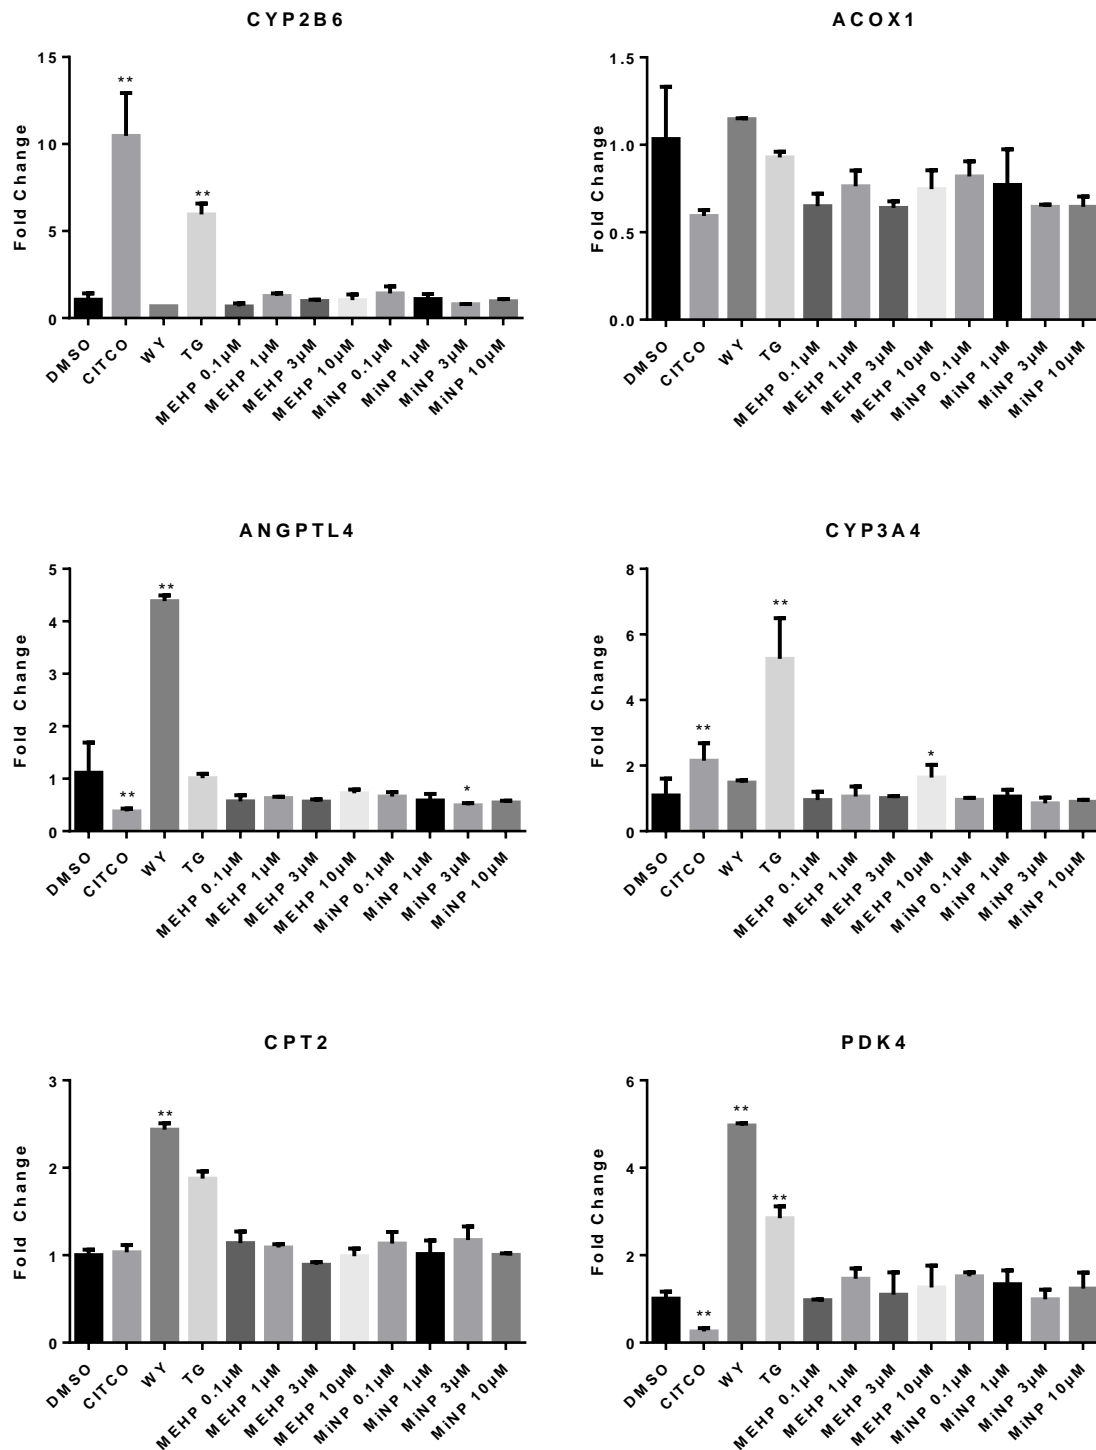 CYP2B6
Fold Change
15
10
5
0
**
**
DMSO
CITCO
WY
TG
MEHP 0.1µM
MEHP 1µM
MEHP 3µM
MEHP 10µM
MiNP 0.1µM
MiNP 1µM
MiNP 3µM
MiNP 10µM
ACOX1
Fold Change
1.5
1.0
0.5
0.0
DMSO
CITCO
WY
TG
MEHP 0.1µM
MEHP 1µM
MEHP 3µM
MEHP 10µM
MiNP 0.1µM
MiNP 1µM
MiNP 3µM
MiNP 10µM
ANGPTL4
Fold Change
5
4
3
2
1
0
**
**
*
DMSO
CITCO
WY
TG
MEHP 0.1µM
MEHP 1µM
MEHP 3µM
MEHP 10µM
MiNP 0.1µM
MiNP 1µM
MiNP 3µM
MiNP 10µM
CYP3A4
Fold Change
8
6
4
2
0
**
**
*
DMSO
CITCO
WY
TG
MEHP 0.1µM
MEHP 1µM
MEHP 3µM
MEHP 10µM
MiNP 0.1µM
MiNP 1µM
MiNP 3µM
MiNP 10µM
CPT2
Fold Change
3
2
1
0
**
DMSO
CITCO
WY
TG
MEHP 0.1µM
MEHP 1µM
MEHP 3µM
MEHP 10µM
MiNP 0.1µM
MiNP 1µM
MiNP 3µM
MiNP 10µM
PDK4
Fold Change
6
4
2
0
**
**
**
DMSO
CITCO
WY
TG
MEHP 0.1µM
MEHP 1µM
MEHP 3µM
MEHP 10µM
MiNP 0.1µM
MiNP 1µM
MiNP 3µM
MiNP 10µM